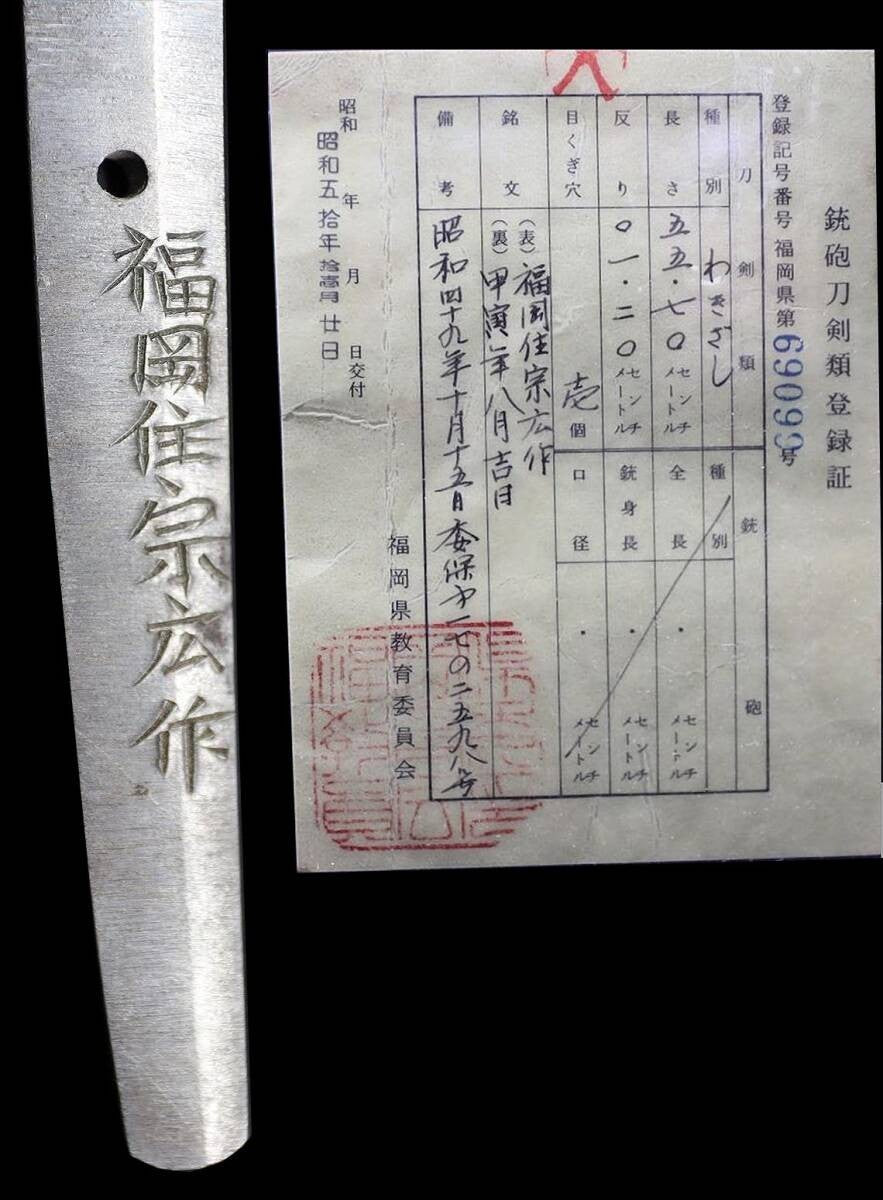 福岡住宗広作
銃砲刀剣類登録証
登録記号番号 福岡県第 号
刀剣類
種別 わきざし
長さ 五五・七〇 センチメートル
反り 〇一・二〇 センチメートル
目くぎ穴 壱個
銘文 (表) 福岡住宗広作
(裏) 甲寅年八月吉日
備考 昭和四十九年十月十五日委保才一七の二五九八号
銃砲
種別
全長 ・ センチメートル
銃身長 ・ センチメートル
口径 ・ センチメートル
昭和 年 月 日交付
昭和五拾年拾壹月廿日
福岡県教育委員会